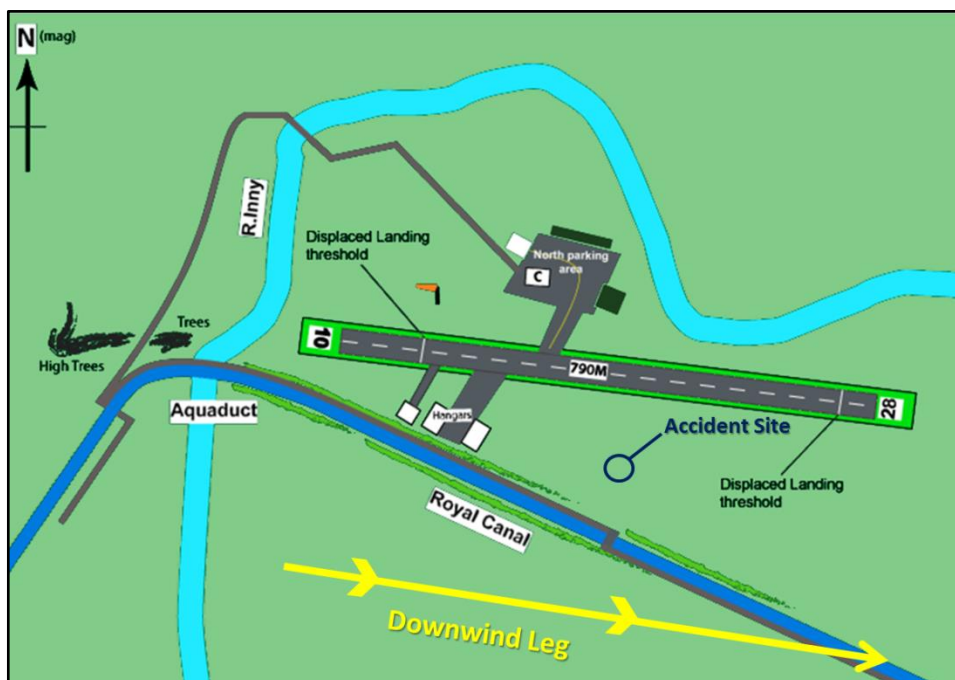 N (mag)
R.Inny
Displaced Landing
threshold
North parking
area
C
Trees
High Trees
10
790M
28
Aquaduct
Hangars
Accident Site
Displaced Landing
threshold
Royal Canal
Downwind Leg